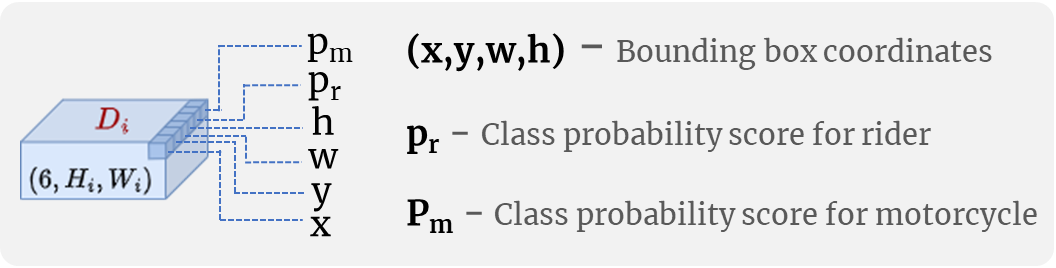 p_m
p_r
h
w
y
x
D_i
(6, H_i, W_i)
(x,y,w,h) – Bounding box coordinates
p_r – Class probability score for rider
P_m – Class probability score for motorcycle